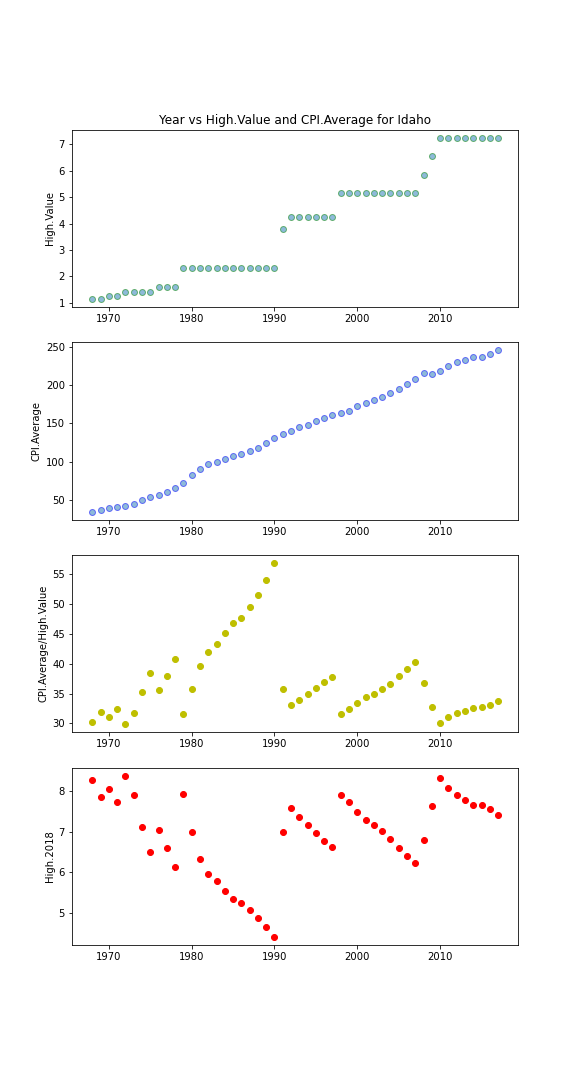 Year vs High.Value and CPI.Average for Idaho
High.Value
7
6
5
4
3
2
1
1970 1980 1990 2000 2010
CPI.Average
250
200
150
100
50
1970 1980 1990 2000 2010
CPI.Average/High.Value
55
50
45
40
35
30
1970 1980 1990 2000 2010
High.2018
8
7
6
5
1970 1980 1990 2000 2010